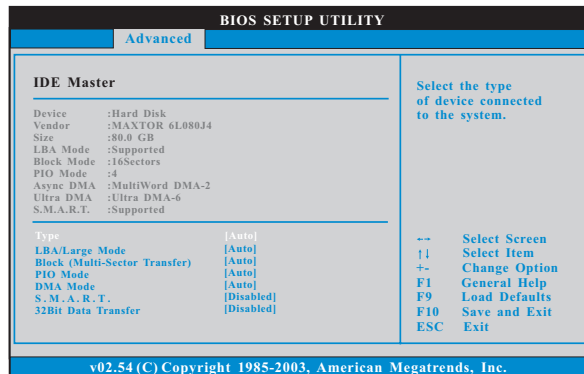 BIOS SETUP UTILITY
Advanced
IDE Master
Device :Hard Disk
Vendor :MAXTOR 6L080J4
Size :80.0 GB
LBA Mode :Supported
Block Mode :16Sectors
PIO Mode :4
Async DMA :MultiWord DMA-2
Ultra DMA :Ultra DMA-6
S.M.A.R.T. :Supported
Type [Auto]
LBA/Large Mode [Auto]
Block (Multi-Sector Transfer) [Auto]
PIO Mode [Auto]
DMA Mode [Auto]
S.M.A.R.T. [Disabled]
32Bit Data Transfer [Disabled]
Select the type
of device connected
to the system.
←→ Select Screen
↑↓ Select Item
+- Change Option
F1 General Help
F9 Load Defaults
F10 Save and Exit
ESC Exit
v02.54 (C) Copyright 1985-2003, American Megatrends, Inc.